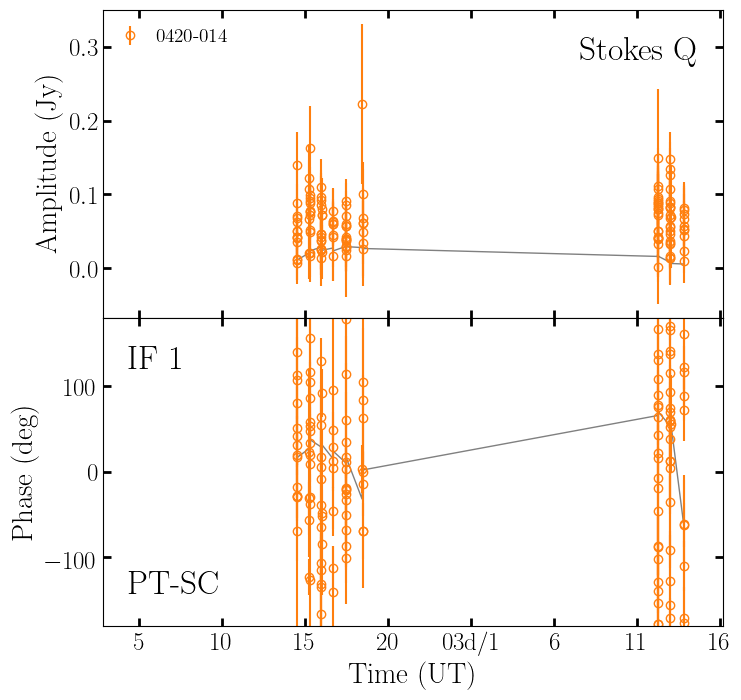 0420-014
Stokes Q
0.3
0.2
0.1
0.0
Amplitude (Jy)
IF 1
100
0
−100
Phase (deg)
PT-SC
5 10 15 20 03d/1 6 11 16
Time (UT)